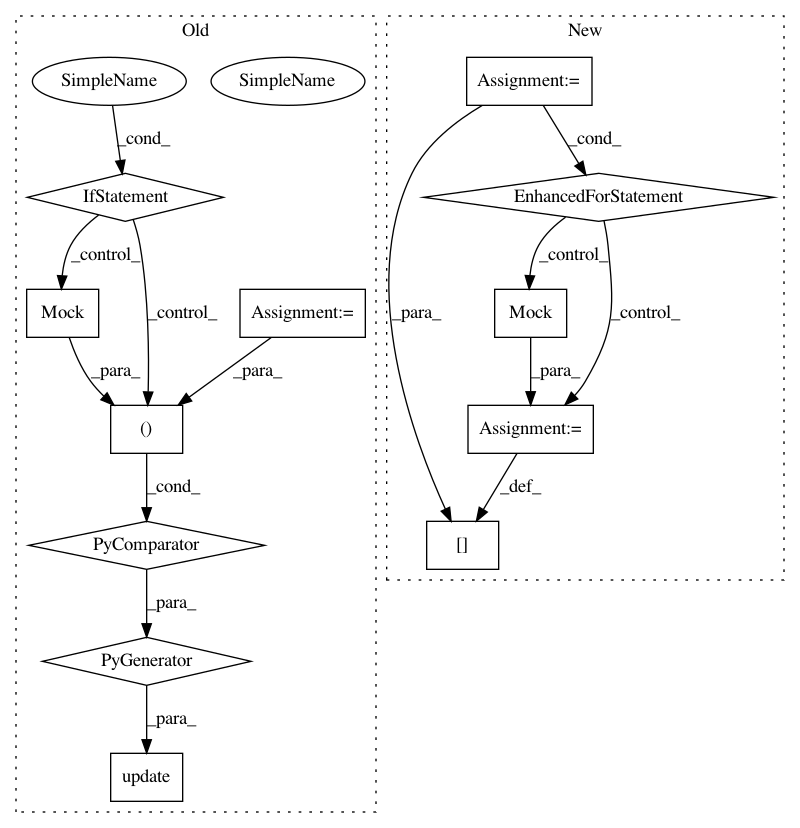 Old
New
SimpleName
SimpleName
Assignment:=
_cond_
_cond_
IfStatement
EnhancedForStatement
_control_
_control_
_para_
_control_
_control_
Mock
Assignment:=
Mock
_para_
_para_
_para_
()
Assignment:=
_cond_
_def_
PyComparator
[]
_para_
PyGenerator
_para_
update